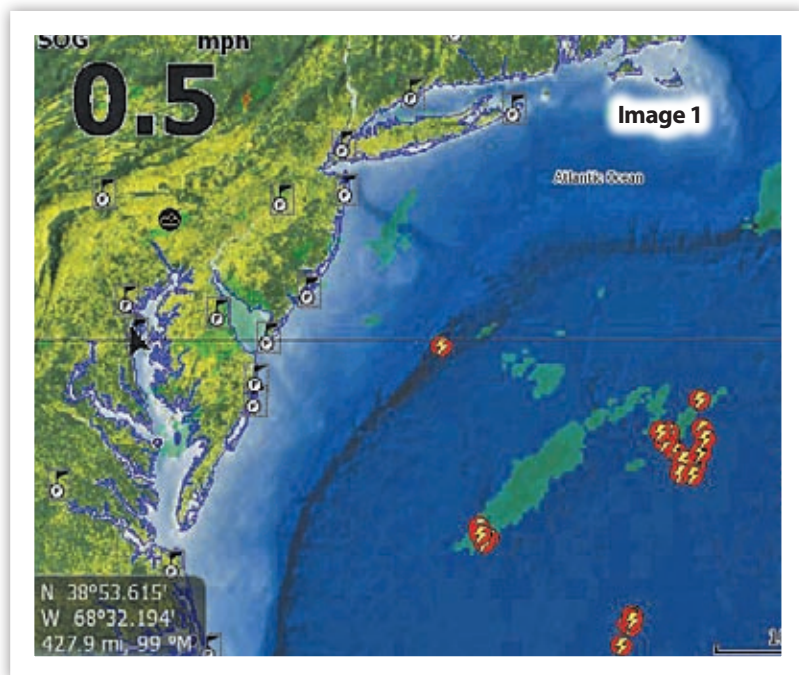 SOG mph
0.5
Image 1
Atlantic Ocean
N 38°53.615'
W 68°32.194'
427.9 mi, 99 °M